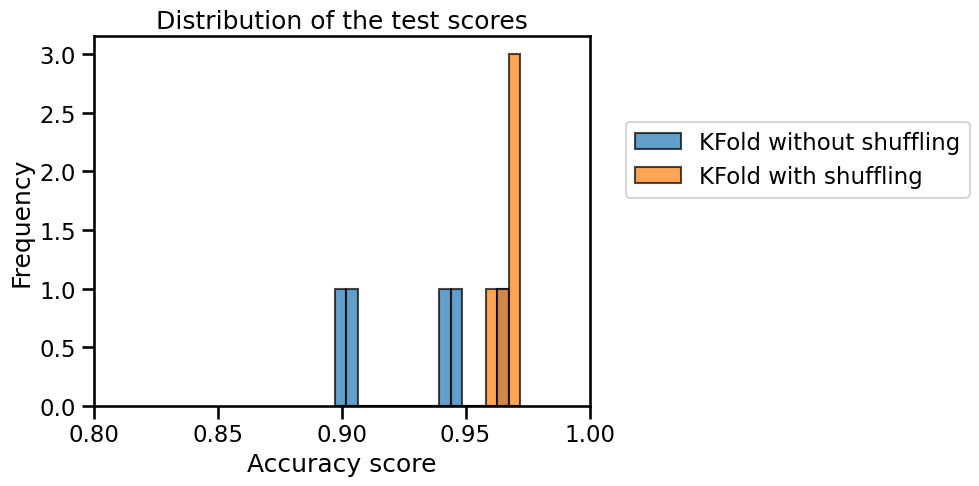 Distribution of the test scores
3.0
2.5
2.0
1.5
1.0
0.5
0.0
Frequency
0.80 0.85 0.90 0.95 1.00
Accuracy score
KFold without shuffling
KFold with shuffling